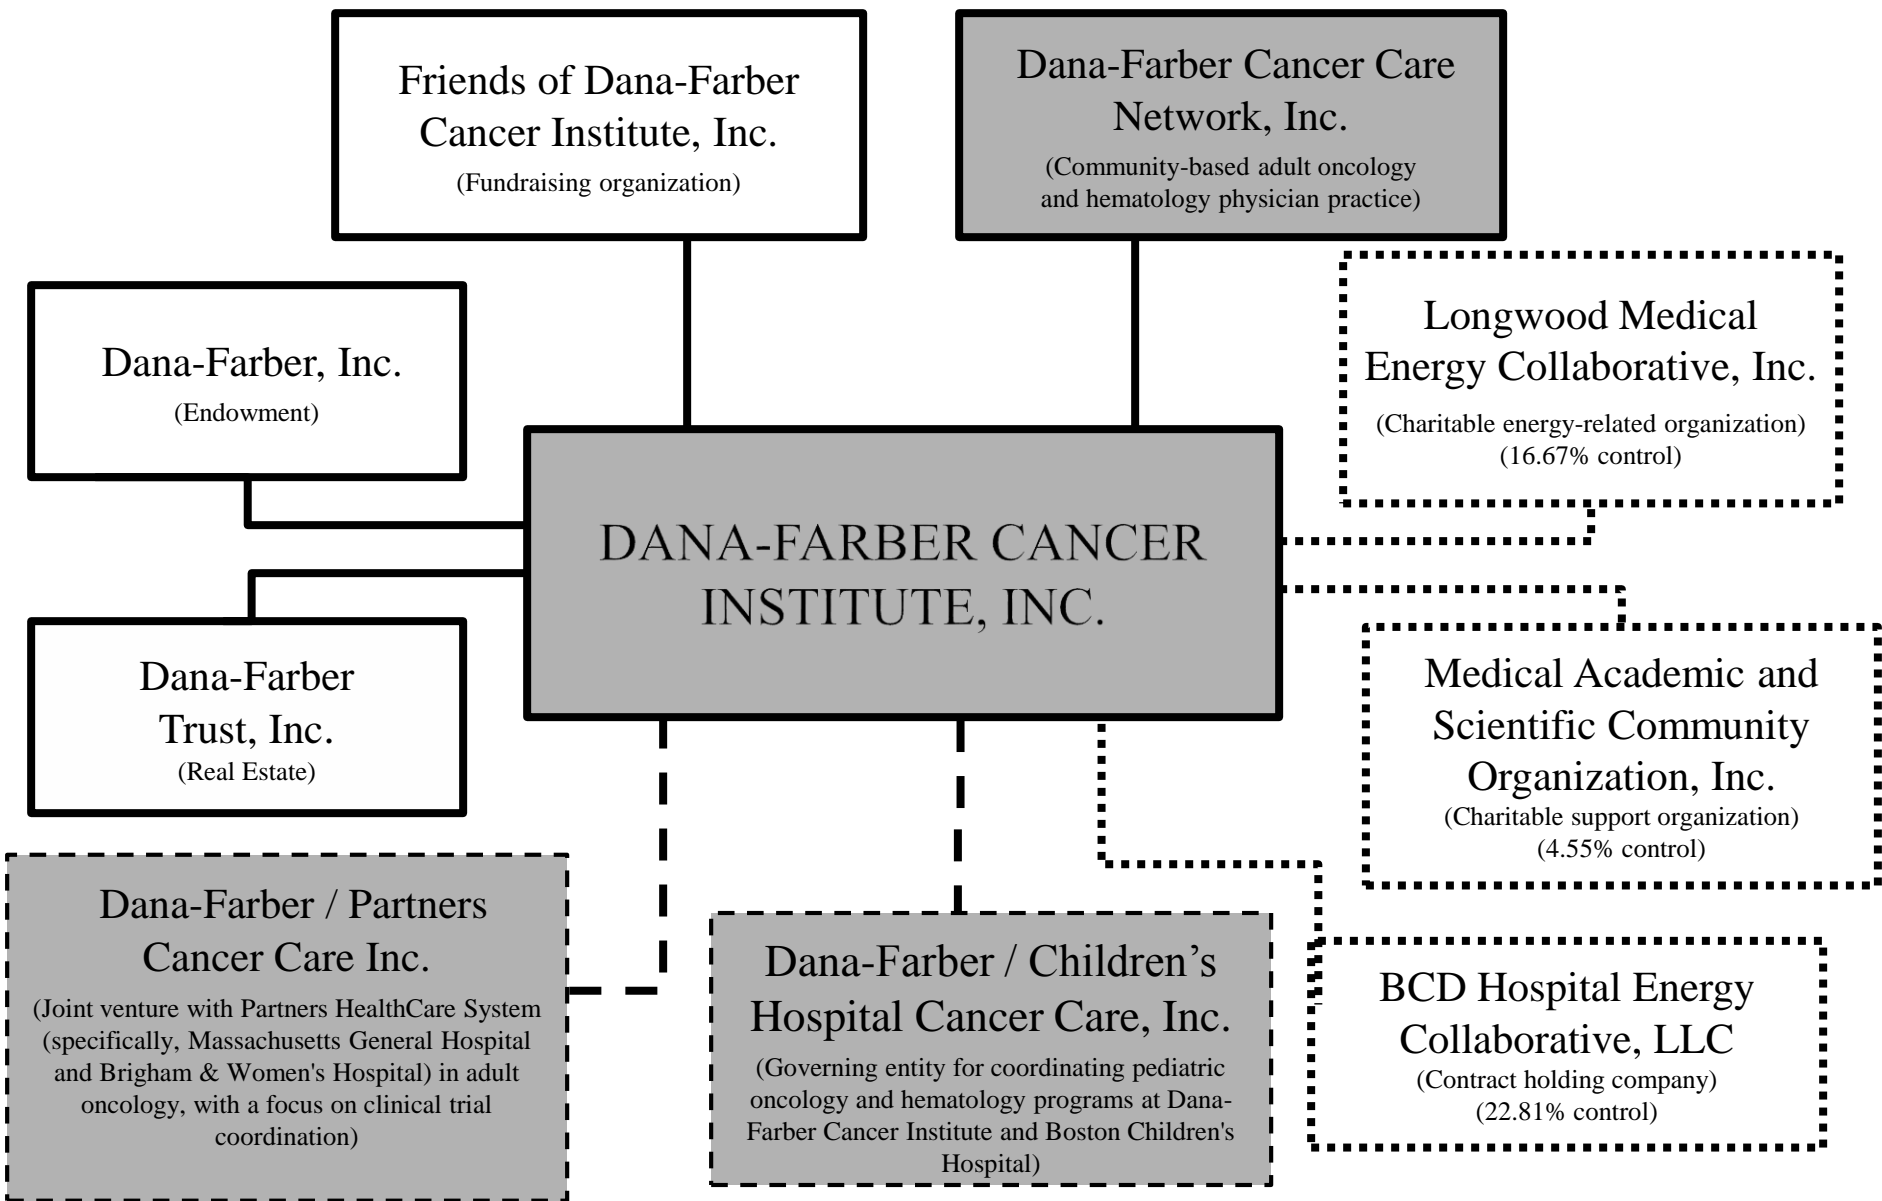 Friends of Dana-Farber
Cancer Institute, Inc.
(Fundraising organization)
Dana-Farber Cancer Care
Network, Inc.
(Community-based adult oncology
and hematology physician practice)
Dana-Farber, Inc.
(Endowment)
Longwood Medical
Energy Collaborative, Inc.
(Charitable energy-related organization)
(16.67% control)
DANA-FARBER CANCER
INSTITUTE, INC.
Dana-Farber
Trust, Inc.
(Real Estate)
Medical Academic and
Scientific Community
Organization, Inc.
(Charitable support organization)
(4.55% control)
Dana-Farber / Partners
Cancer Care Inc.
(Joint venture with Partners HealthCare System
(specifically, Massachusetts General Hospital
and Brigham & Women's Hospital) in adult
oncology, with a focus on clinical trial
coordination)
Dana-Farber / Children’s
Hospital Cancer Care, Inc.
(Governing entity for coordinating pediatric
oncology and hematology programs at Dana-
Farber Cancer Institute and Boston Children's
Hospital)
BCD Hospital Energy
Collaborative, LLC
(Contract holding company)
(22.81% control)